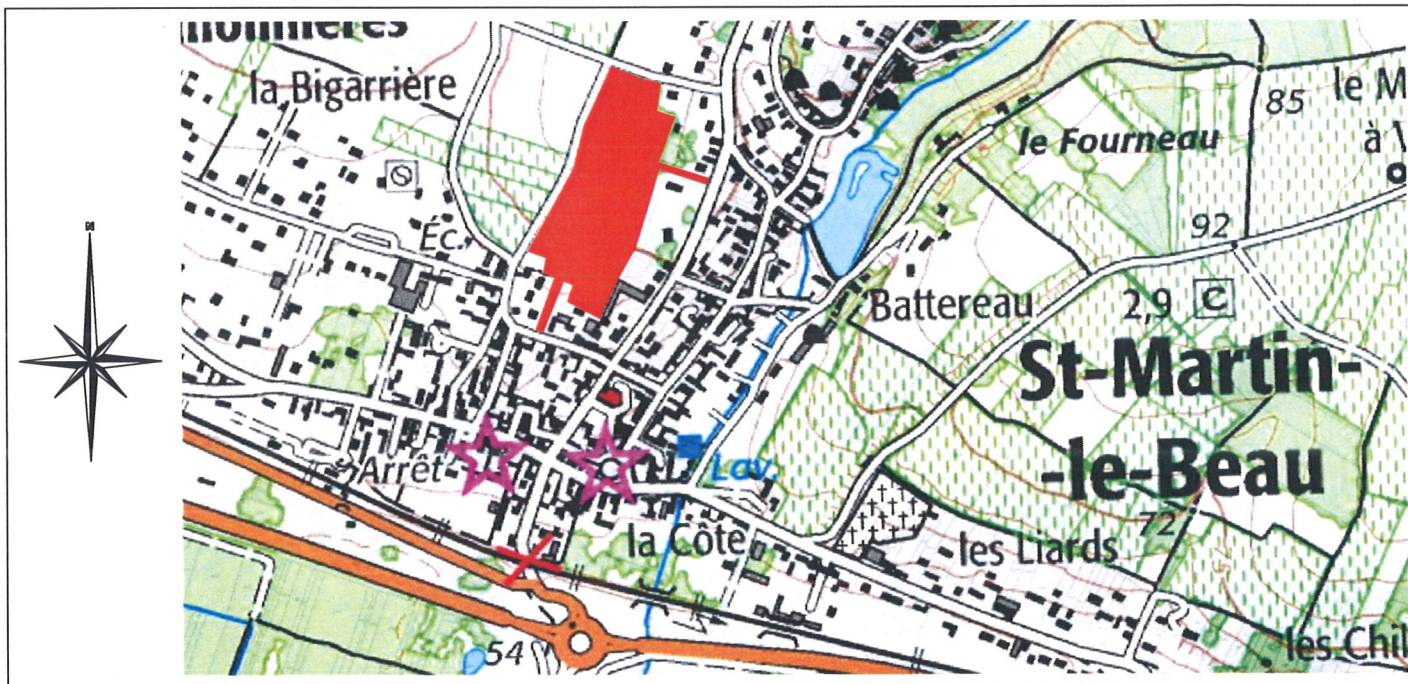 la Bigarrière
le Fourneau
85
le M
à
92
Éc.
Battereau
2,9
C
St-Martin-
-le-Beau
Arrêt
Lav.
72
la Côte
les Liards
54
les Chil